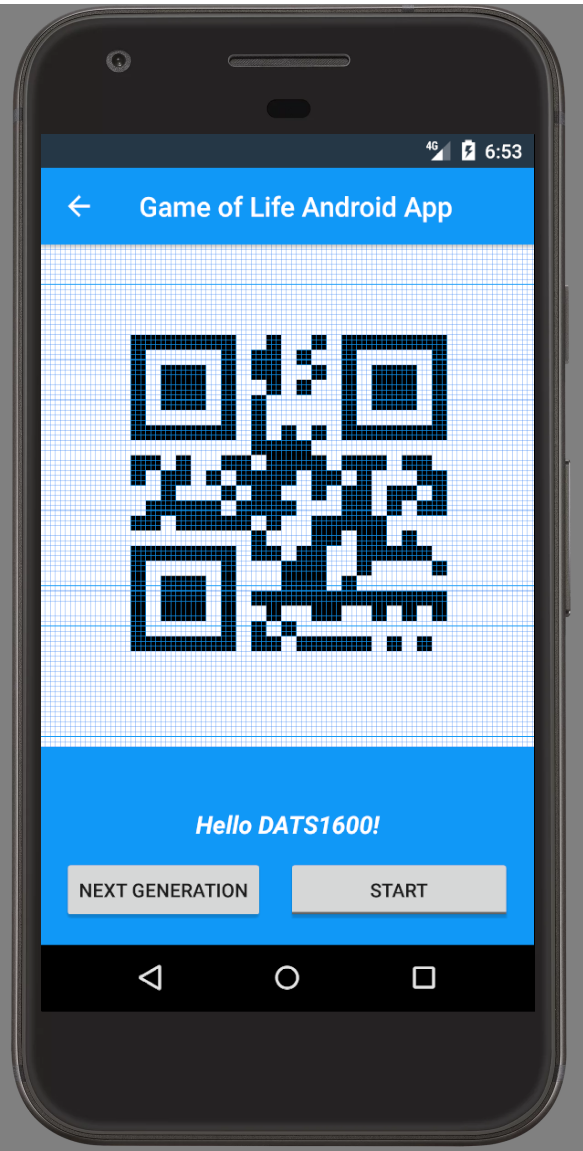 4G 6:53
Game of Life Android App
Hello DATS1600!
NEXT GENERATION START